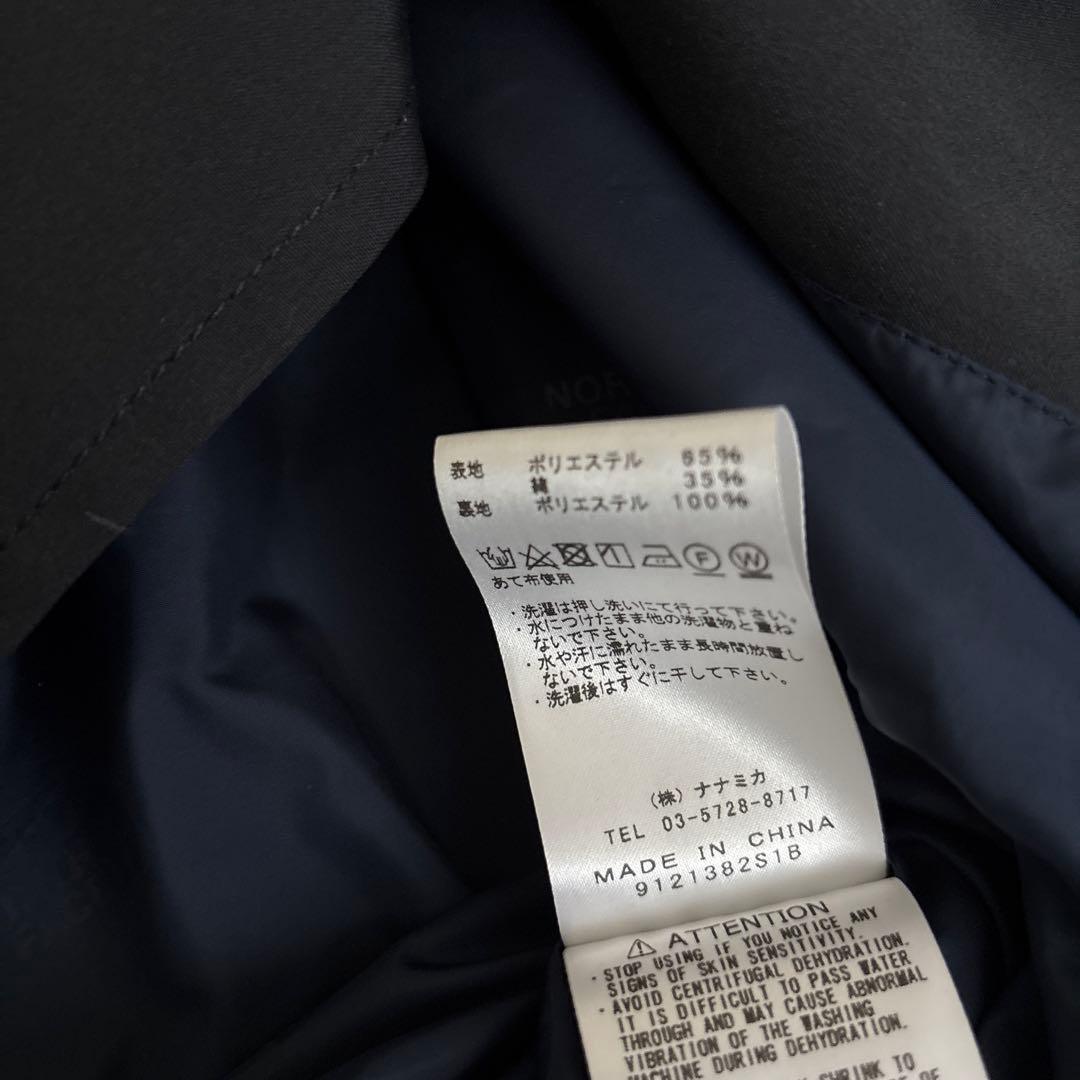 NOR
表地 ポリエステル 65%
綿 35%
裏地 ポリエステル 100%
F W
あて布使用
・洗濯は押し洗いにて行って下さい。
・水につけたまま他の洗濯物と重ね
ないで下さい。
・水や汗に濡れたまま長時間放置し
ないで下さい。
・洗濯後はすぐに干して下さい。
(株) ナナミカ
TEL 03-5728-8717
MADE IN CHINA
9121382S1B
⚠ ATTENTION
・STOP USING IF YOU NOTICE ANY
SIGNS OF SKIN SENSITIVITY.
・AVOID CENTRIFUGAL DEHYDRATION.
IT IS DIFFICULT TO PASS WATER
THROUGH AND MAY CAUSE ABNORMAL
VIBRATION OF THE WASHING
MACHINE DURING DEHYDRATION.
SHRINK TO
OF